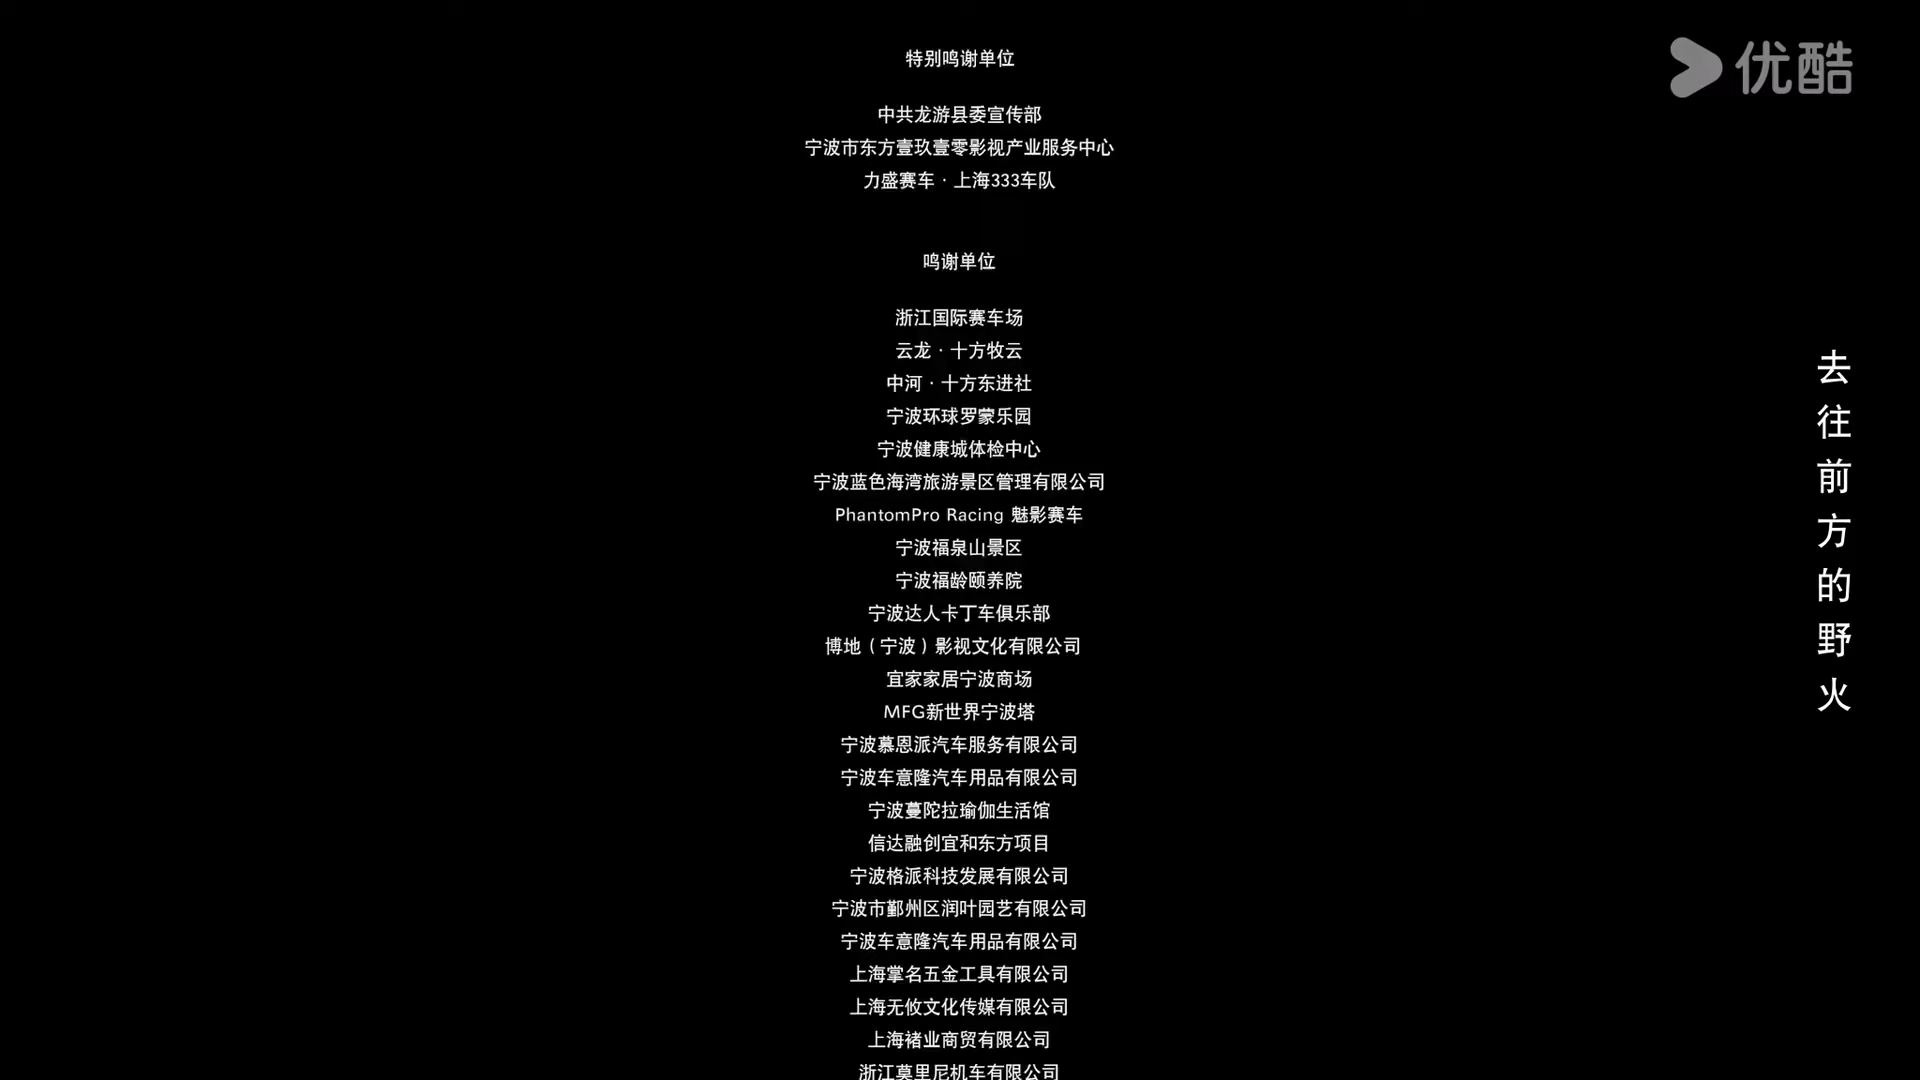 特别鸣谢单位
中共龙游县委宣传部
宁波市东方壹玖壹零影视产业服务中心
力盛赛车·上海333车队
鸣谢单位
浙江国际赛车场
云龙·十方牧云
中河·十方东进社
宁波环球罗蒙乐园
宁波健康城体检中心
宁波蓝色海湾旅游景区管理有限公司
PhantomPro Racing 魅影赛车
宁波福泉山景区
宁波福龄颐养院
宁波达人卡丁车俱乐部
博地（宁波）影视文化有限公司
宜家家居宁波商场
MFG新世界宁波塔
宁波慕恩派汽车服务有限公司
宁波车意隆汽车用品有限公司
宁波蔓陀拉瑜伽生活馆
信达融创宜和东方项目
宁波格派科技发展有限公司
宁波市鄞州区润叶园艺有限公司
宁波车意隆汽车用品有限公司
上海掌名五金工具有限公司
上海无攸文化传媒有限公司
上海褚业商贸有限公司
浙江莫里尼机车有限公司
优酷
去往前方的野火